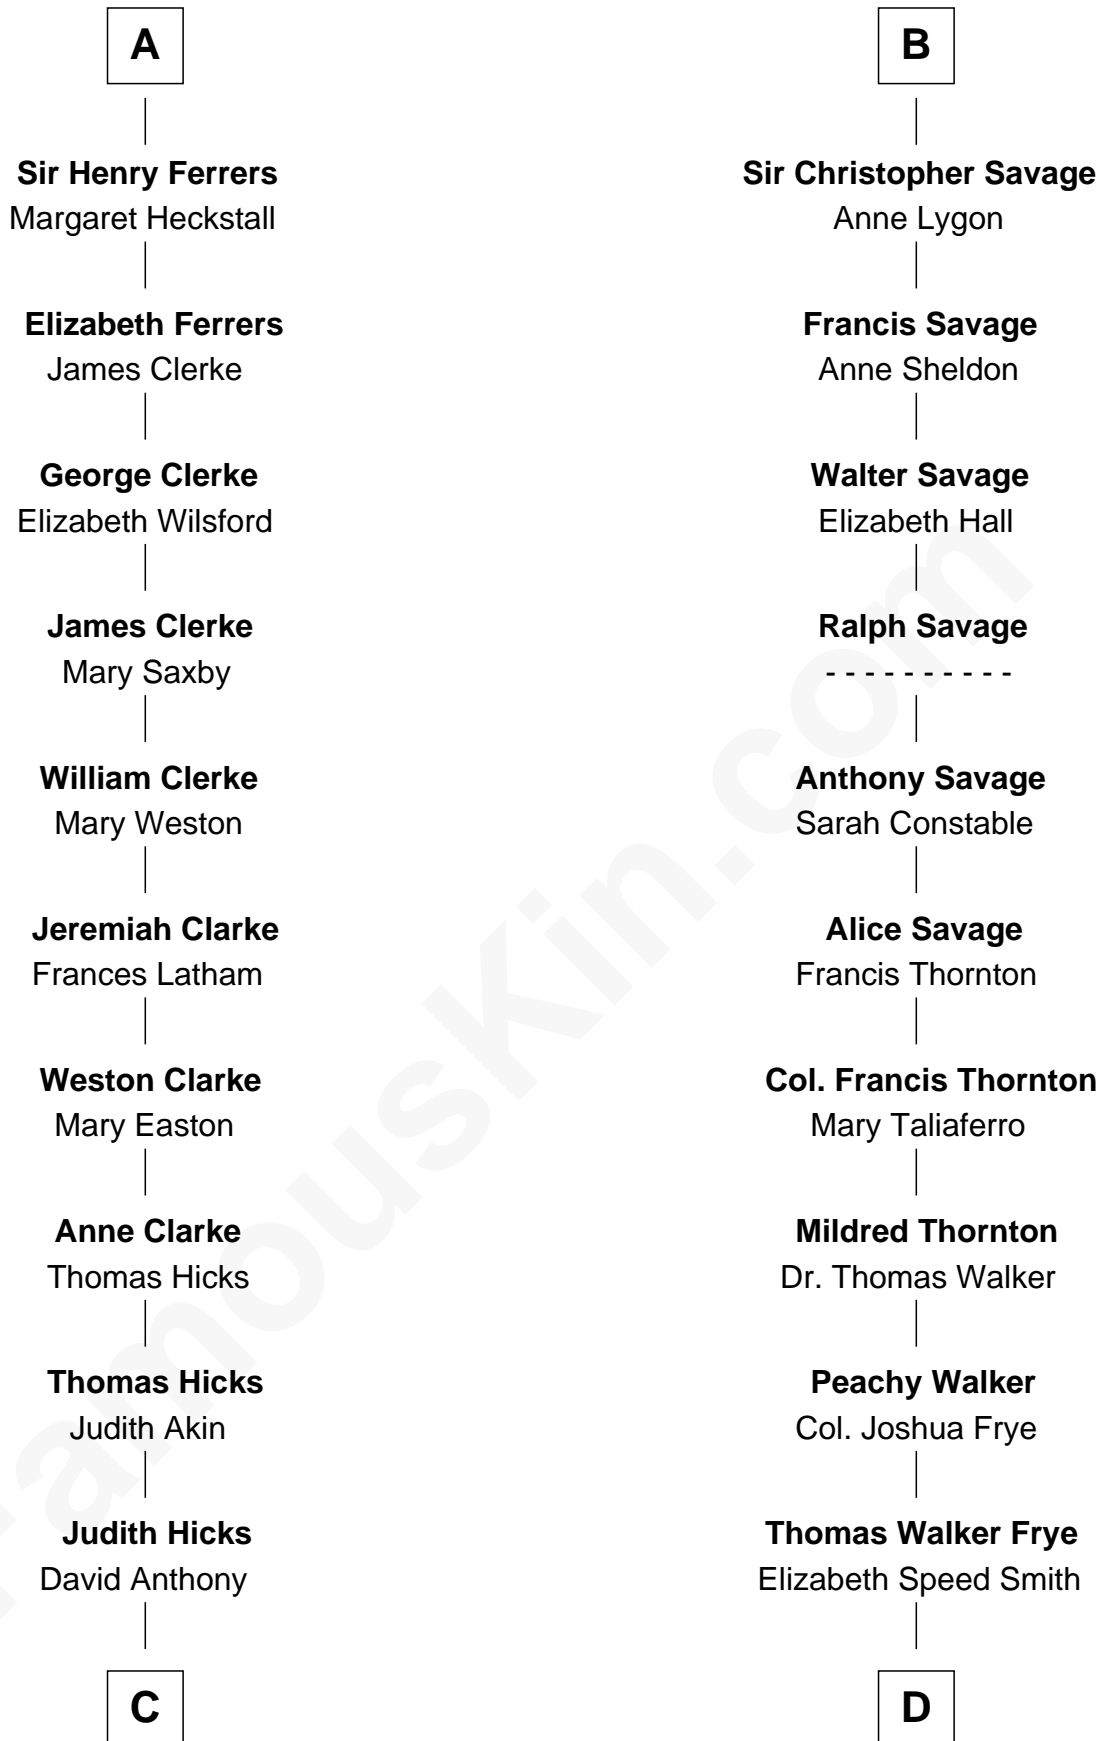 A
Sir Henry Ferrers
Margaret Heckstall
Elizabeth Ferrers
James Clerke
George Clerke
Elizabeth Wilsford
James Clerke
Mary Saxby
William Clerke
Mary Weston
Jeremiah Clarke
Frances Latham
Weston Clarke
Mary Easton
Anne Clarke
Thomas Hicks
Thomas Hicks
Judith Akin
Judith Hicks
David Anthony
C
B
Sir Christopher Savage
Anne Lygon
Francis Savage
Anne Sheldon
Walter Savage
Elizabeth Hall
Ralph Savage
- - - - - - - - - -
Anthony Savage
Sarah Constable
Alice Savage
Francis Thornton
Col. Francis Thornton
Mary Taliaferro
Mildred Thornton
Dr. Thomas Walker
Peachy Walker
Col. Joshua Frye
Thomas Walker Frye
Elizabeth Speed Smith
D
FamousKin.com